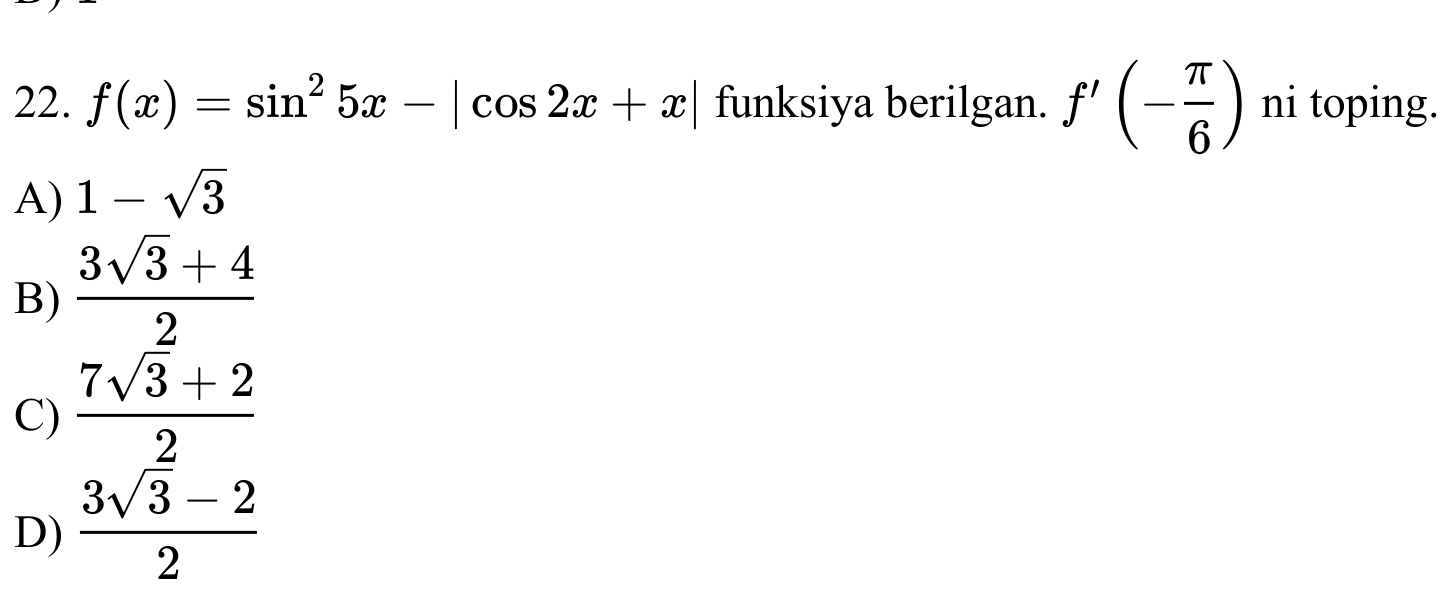 22. f(x) = sin² 5x − |cos 2x + x| funksiya berilgan. f′(−π/6) ni toping.
A) 1 − √3
B) (3√3 + 4)/2
C) (7√3 + 2)/2
D) (3√3 − 2)/2